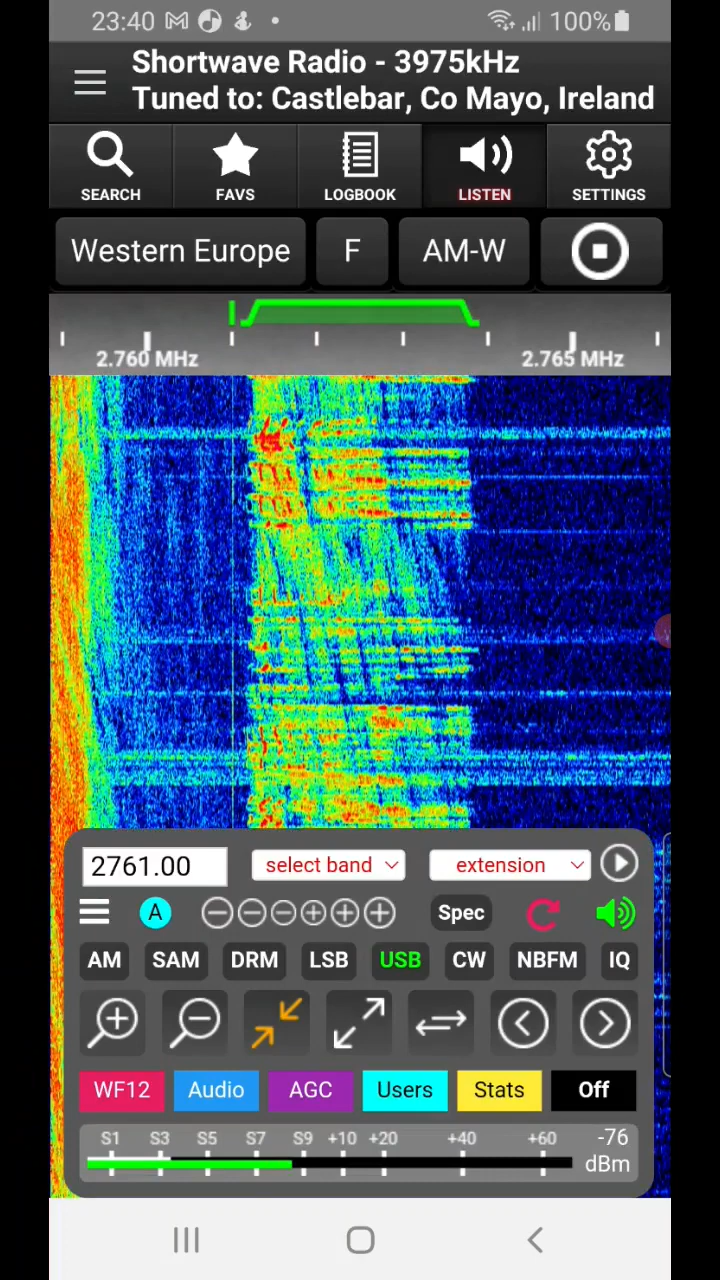 23:40 100%
Shortwave Radio - 3975kHz
Tuned to: Castlebar, Co Mayo, Ireland
SEARCH FAVS LOGBOOK LISTEN SETTINGS
Western Europe F AM-W
2.760 MHz 2.765 MHz
2761.00 select band extension
A Spec
AM SAM DRM LSB USB CW NBFM IQ
WF12 Audio AGC Users Stats Off
S1 S3 S5 S7 S9 +10 +20 +40 +60 -76
dBm